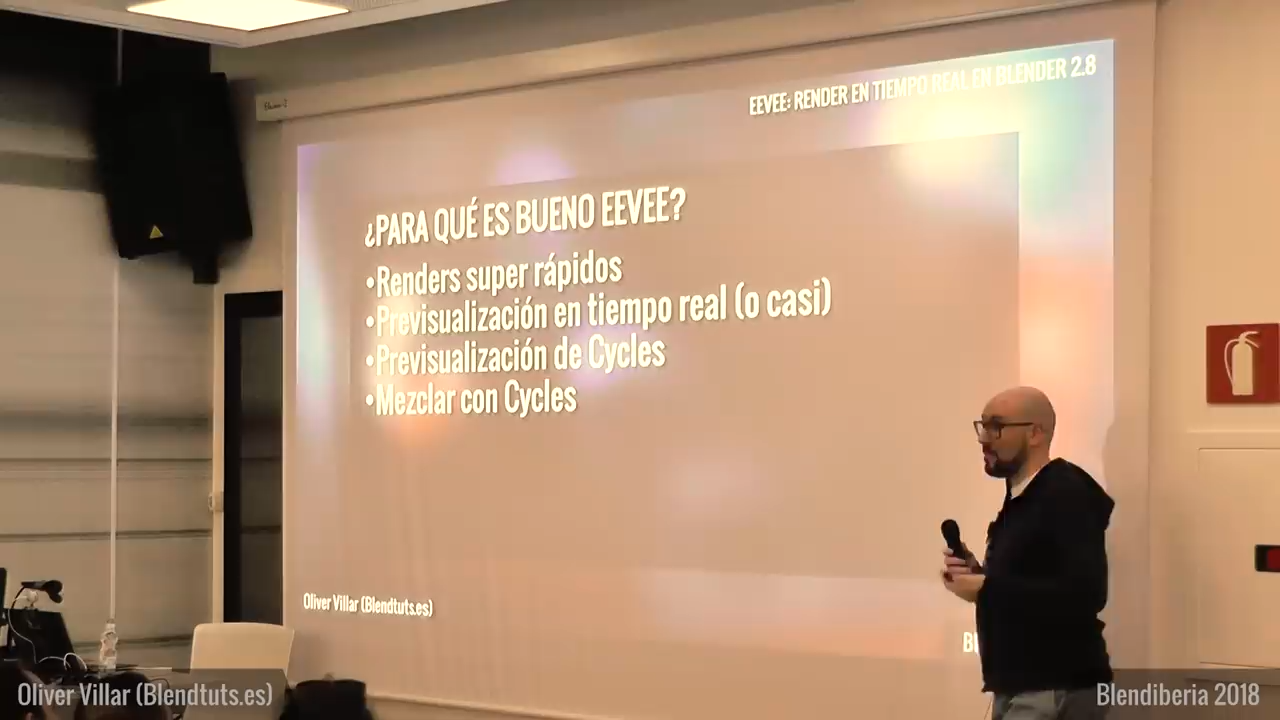 EEVEE: RENDER EN TIEMPO REAL EN BLENDER 2.8
¿PARA QUÉ ES BUENO EEVEE?
•Renders super rápidos
•Previsualización en tiempo real (o casi)
•Previsualización de Cycles
•Mezclar con Cycles
Oliver Villar (Blendtuts.es)
Oliver Villar (Blendtuts.es)
Blendiberia 2018